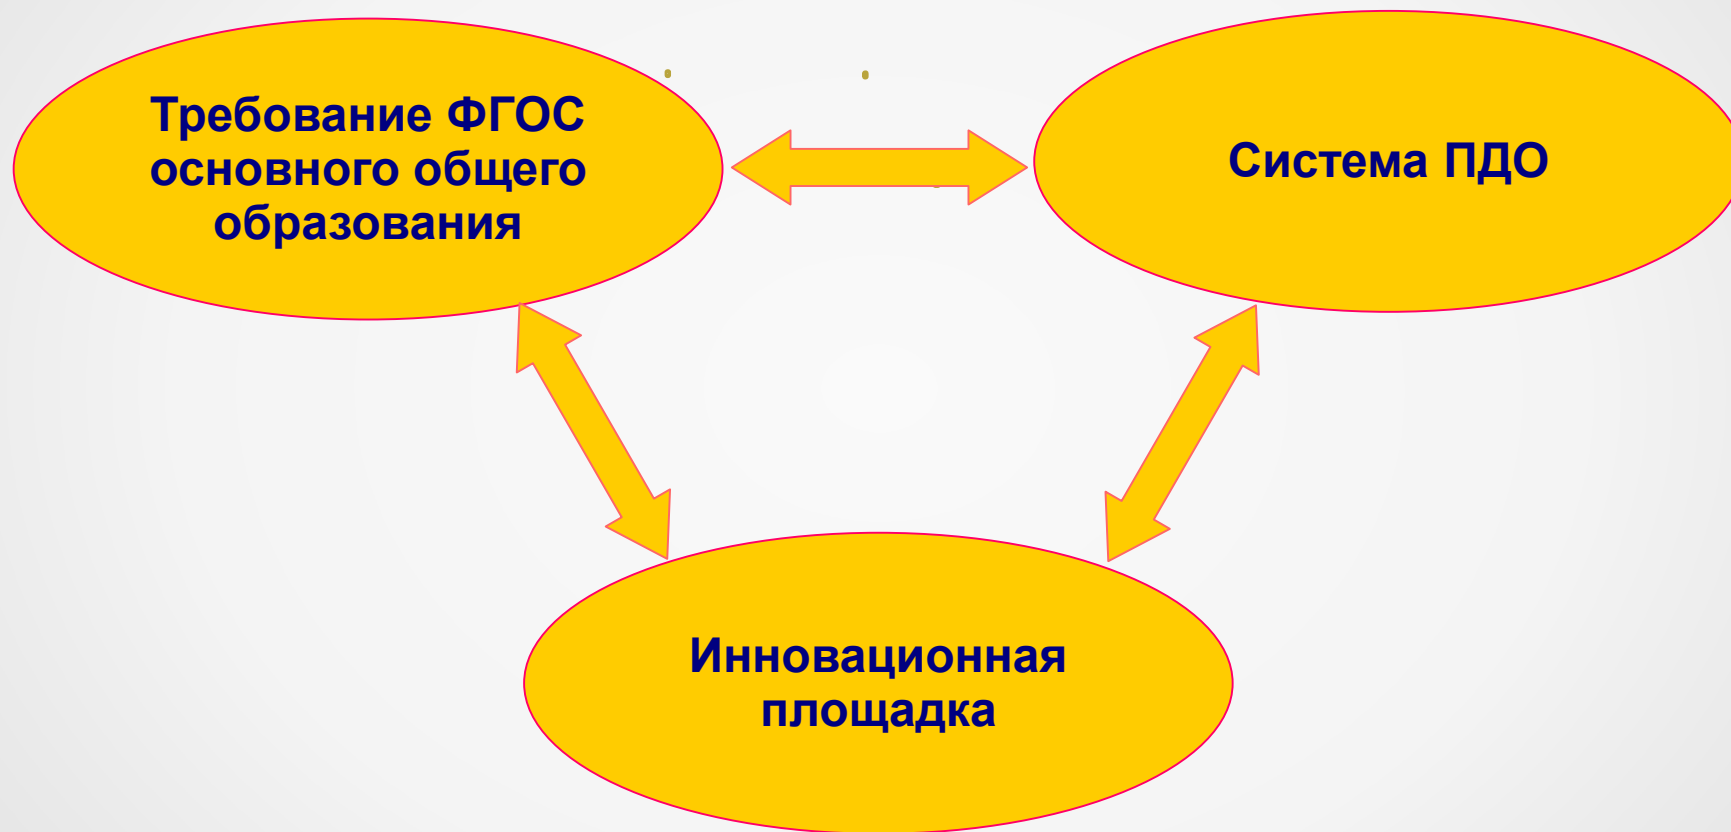 Требование ФГОС
основного общего
образования
Система ПДО
Инновационная
площадка